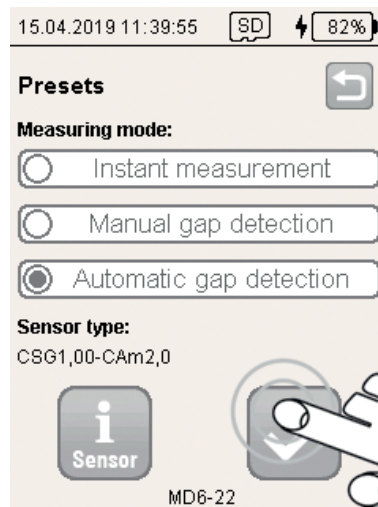 15.04.2019 11:39:55 SD 82%
Presets
Measuring mode:
Instant measurement
Manual gap detection
Automatic gap detection
Sensor type:
CSG1,00-CAm2,0
i
Sensor
MD6-22